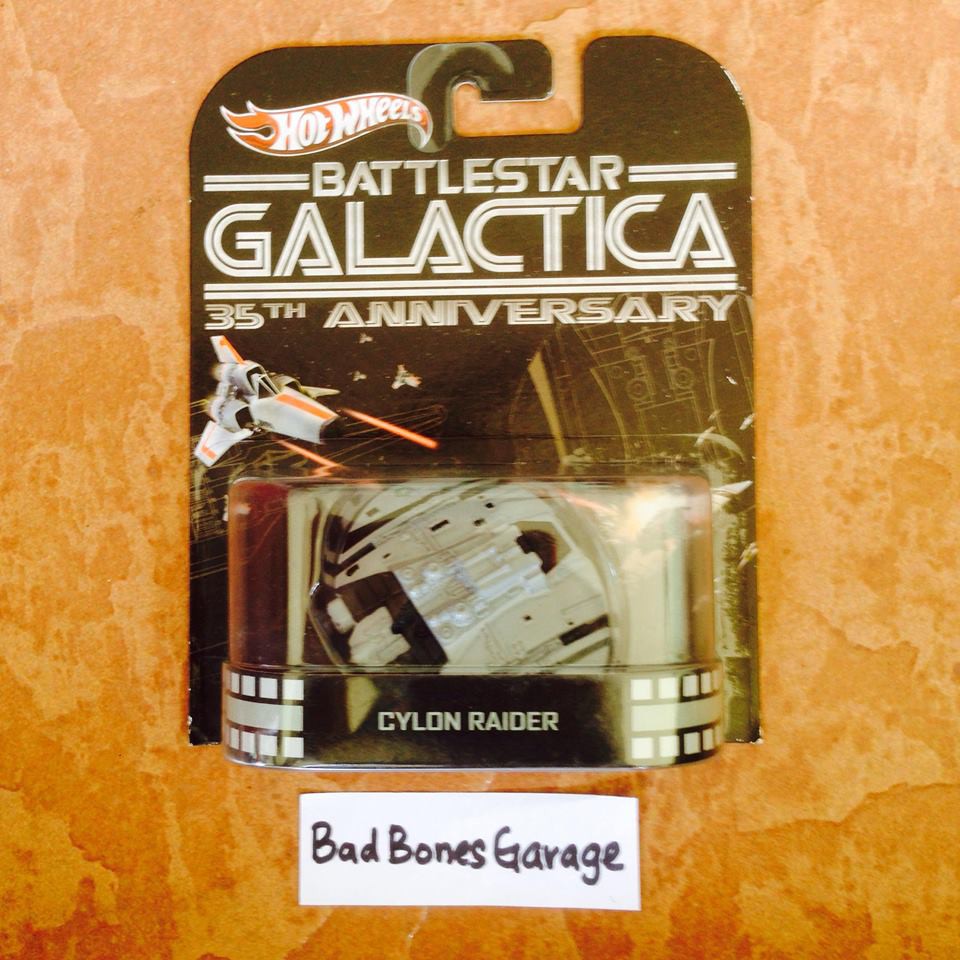 HOT WHEELS
BATTLESTAR
GALACTICA
35TH ANNIVERSARY
CYLON RAIDER
Bad Bones Garage